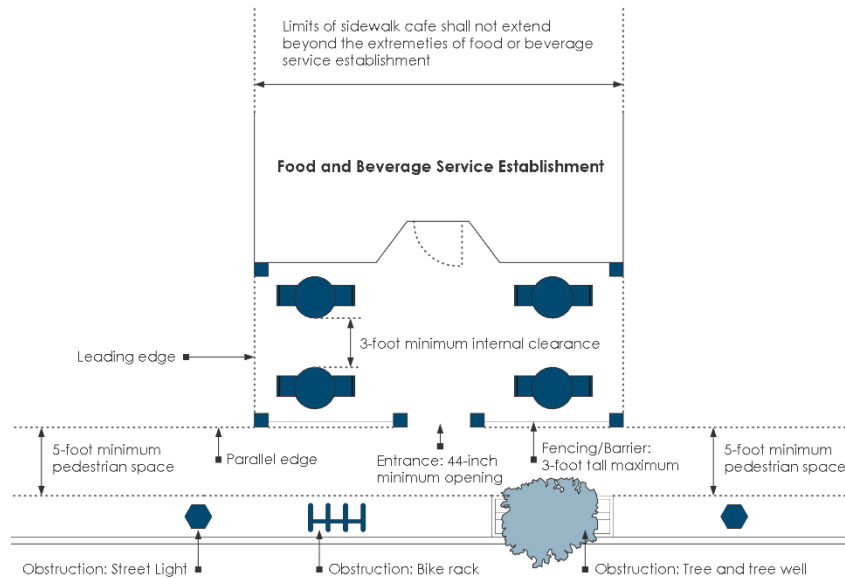 Limits of sidewalk cafe shall not extend
beyond the extremeties of food or beverage
service establishment
Food and Beverage Service Establishment
3-foot minimum internal clearance
Leading edge
5-foot minimum
pedestrian space
Parallel edge
Entrance: 44-inch
minimum opening
Fencing/Barrier:
3-foot tall maximum
5-foot minimum
pedestrian space
Obstruction: Street Light
Obstruction: Bike rack
Obstruction: Tree and tree well